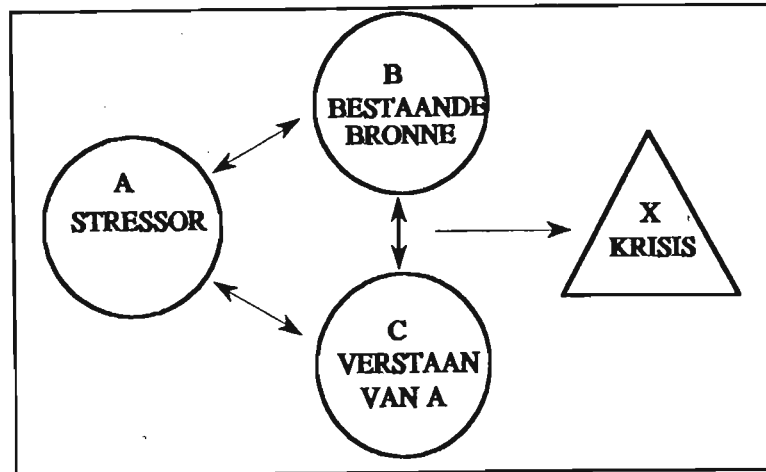 B
BESTAANDE
BRONNE
A
STRESSOR
X
KRISIS
C
VERSTAAN
VAN A